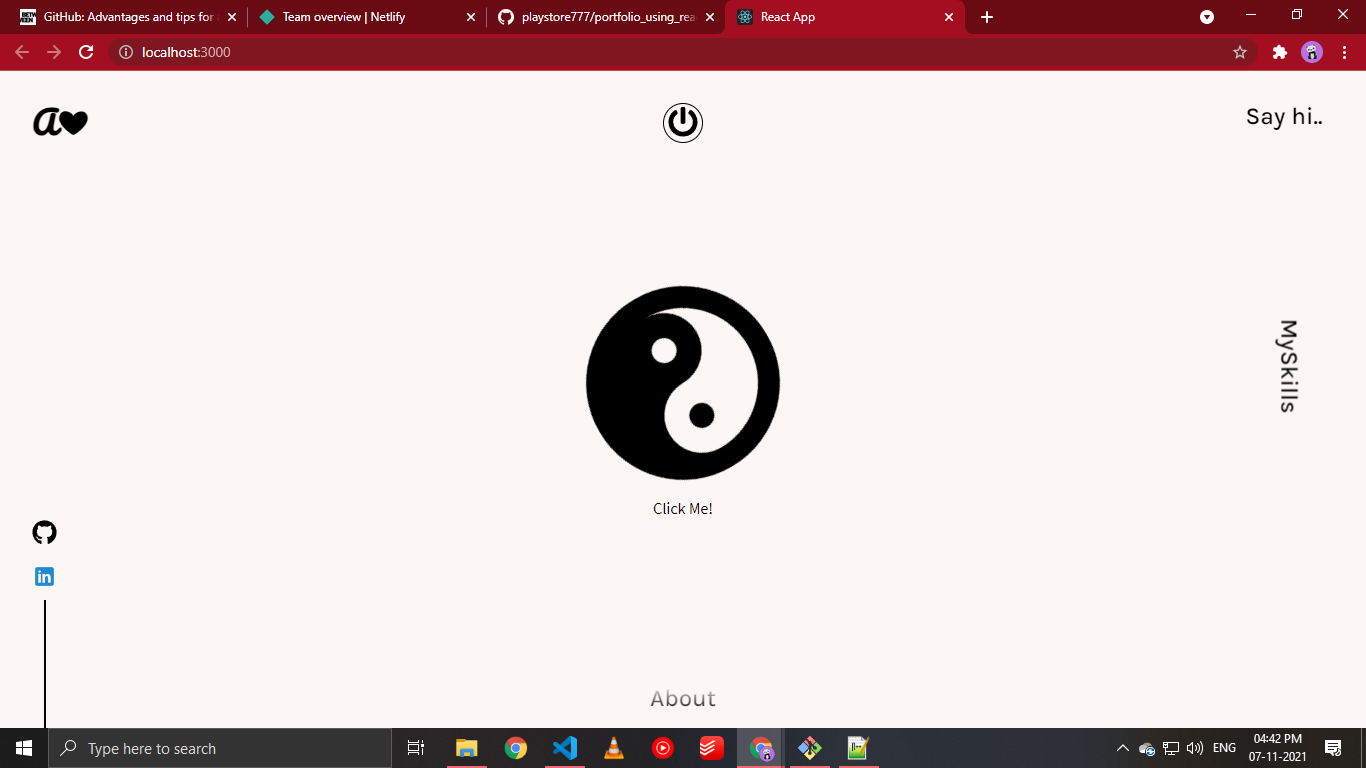 GitHub: Advantages and tips for
Team overview | Netlify
playstore777/portfolio_using_rea
React App
localhost:3000
a
Say hi..
MySkills
Click Me!
in
About
Type here to search
ENG
04:42 PM
07-11-2021